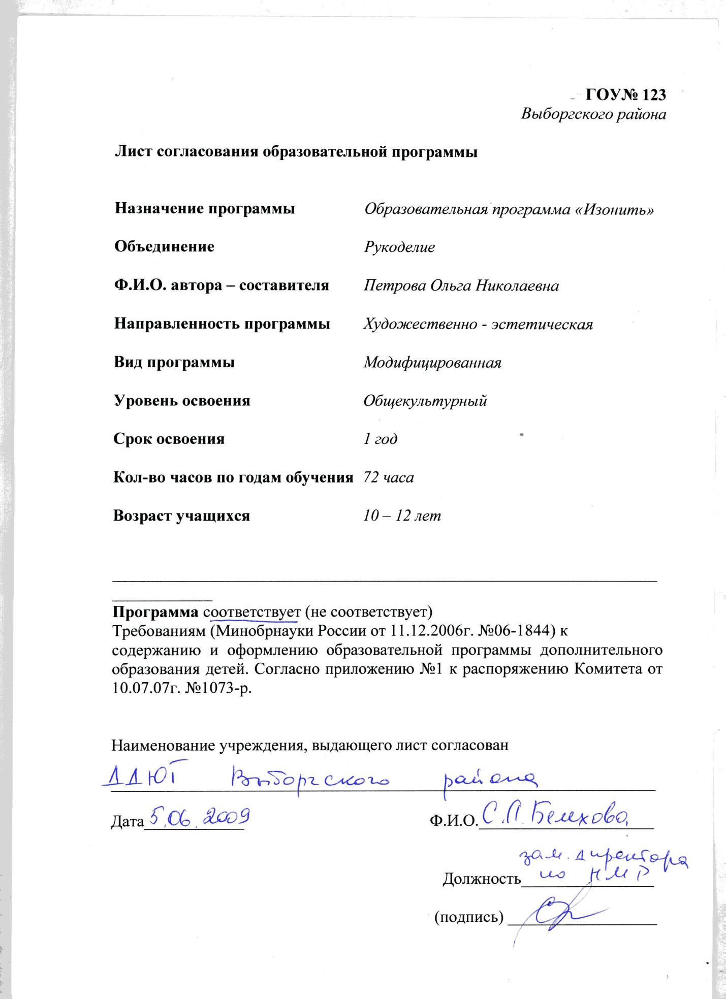 ГОУ№ 123
Выборгского района
Лист согласования образовательной программы
Назначение программы Образовательная программа «Изонить»
Объединение Рукоделие
Ф.И.О. автора – составителя Петрова Ольга Николаевна
Направленность программы Художественно - эстетическая
Вид программы Модифицированная
Уровень освоения Общекультурный
Срок освоения 1 год
Кол-во часов по годам обучения 72 часа
Возраст учащихся 10 – 12 лет
Программа соответствует (не соответствует)
Требованиям (Минобрнауки России от 11.12.2006г. №06-1844) к
содержанию и оформлению образовательной программы дополнительного
образования детей. Согласно приложению №1 к распоряжению Комитета от
10.07.07г. №1073-р.
Наименование учреждения, выдающего лист согласован
ДДЮТ Выборгского района
Дата 5.06.2009 Ф.И.О. С.П.
зам. директора
Должность по НМР
(подпись)